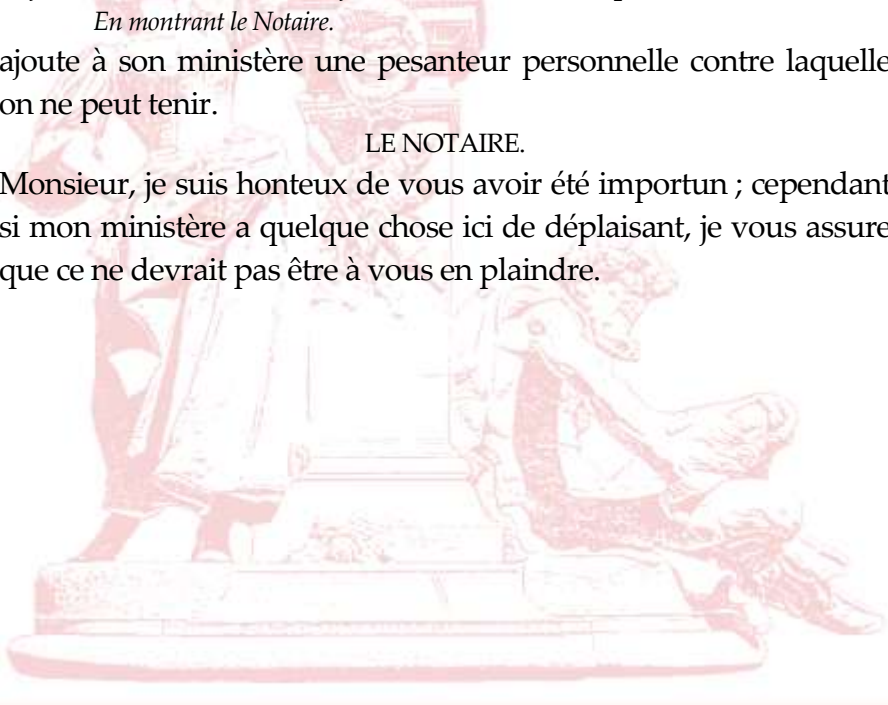 En montrant le Notaire.
ajoute à son ministère une pesanteur personnelle contre laquelle
on ne peut tenir.
LE NOTAIRE.
Monsieur, je suis honteux de vous avoir été importun ; cependant
si mon ministère a quelque chose ici de déplaisant, je vous assure
que ce ne devrait pas être à vous en plaindre.